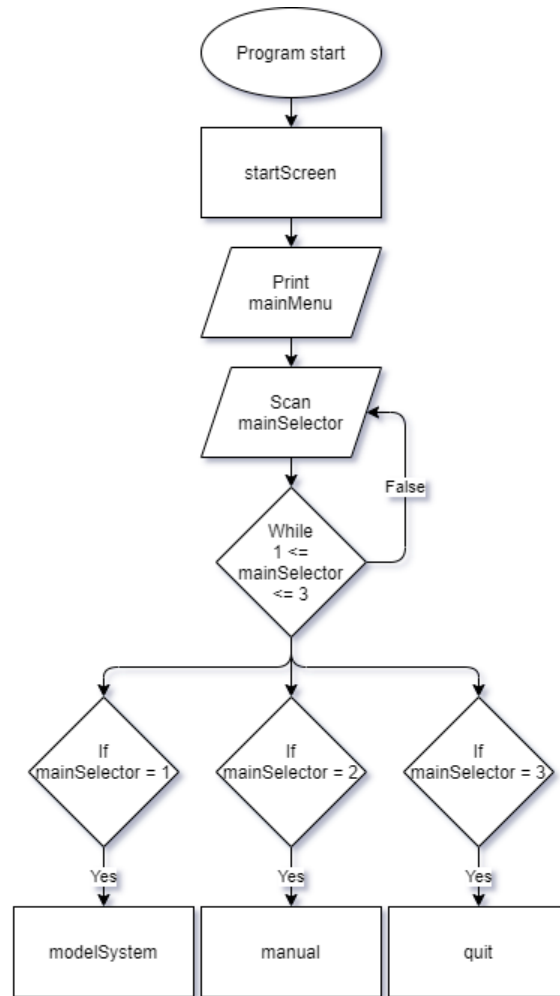 Program start
startScreen
Print
mainMenu
Scan
mainSelector
False
While
1 <=
mainSelector
<= 3
If
mainSelector = 1
If
mainSelector = 2
If
mainSelector = 3
Yes
Yes
Yes
modelSystem
manual
quit